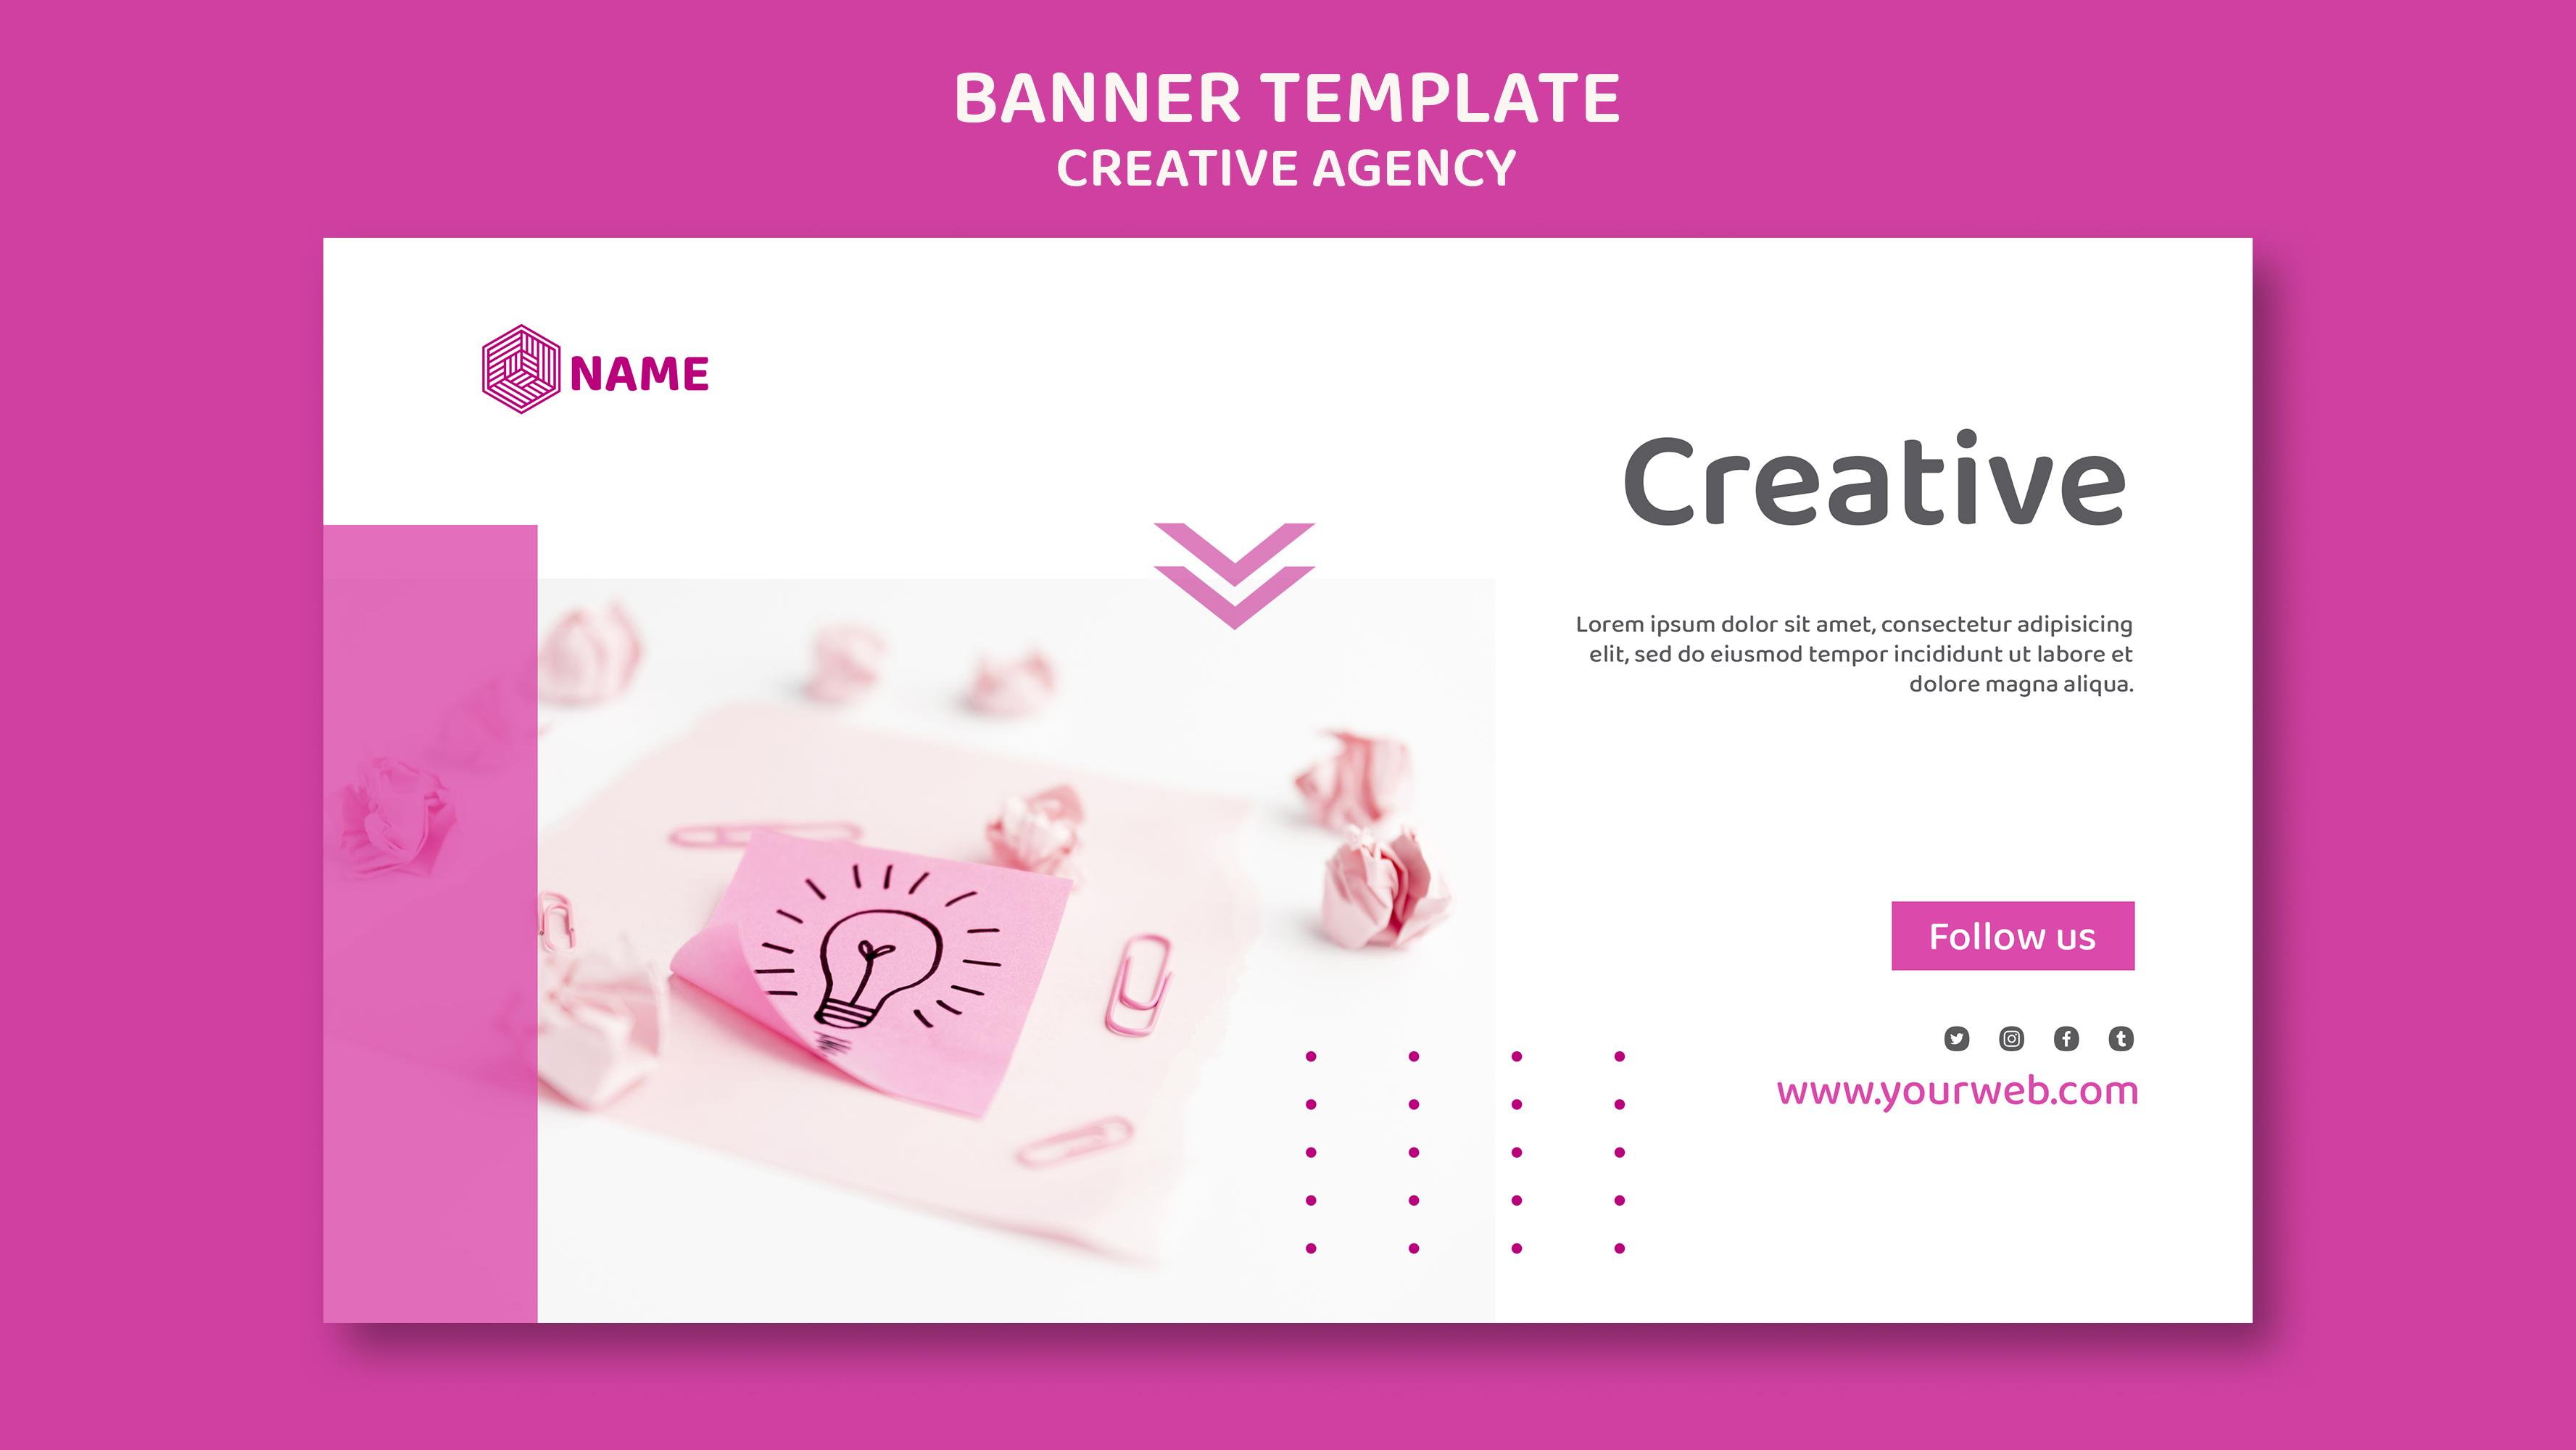 BANNER TEMPLATE
CREATIVE AGENCY
NAME
Creative
Lorem ipsum dolor sit amet, consectetur adipisicing
elit, sed do eiusmod tempor incididunt ut labore et
dolore magna aliqua.
Follow us
www.yourweb.com